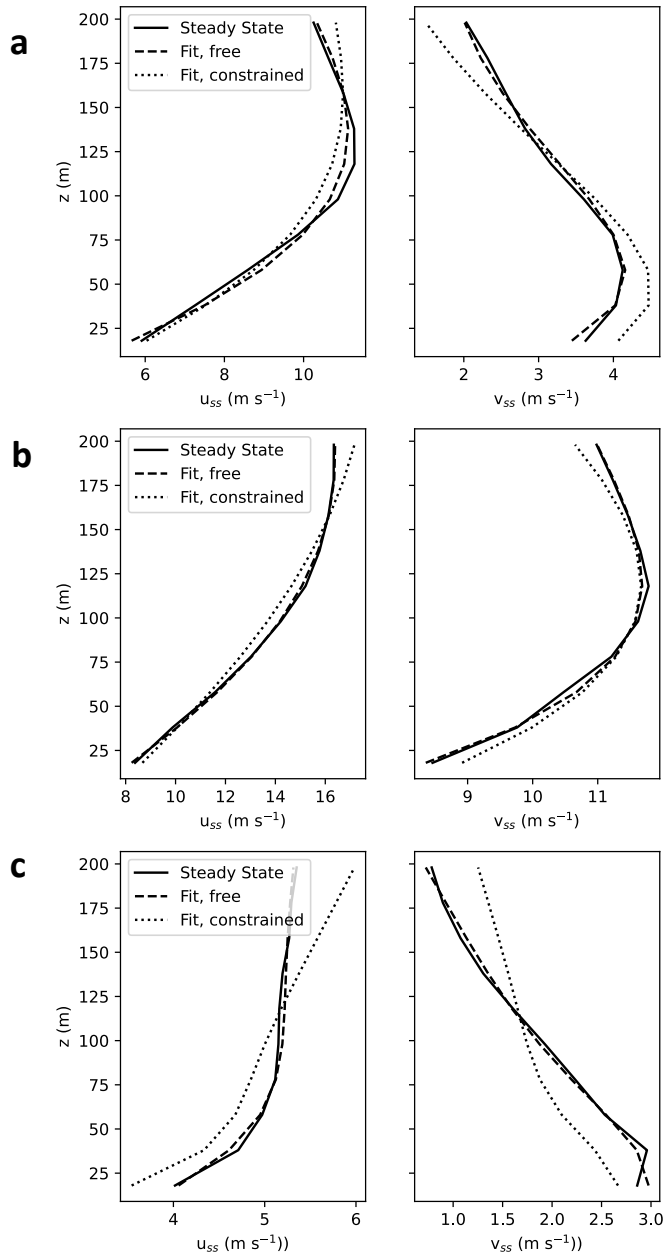 a
200
175
150
125
100
75
50
25
z (m)
Steady State
Fit, free
Fit, constrained
6
8
10
u_ss (m s⁻¹)
2
3
4
v_ss (m s⁻¹)
b
200
175
150
125
100
75
50
25
z (m)
Steady State
Fit, free
Fit, constrained
8
10
12
14
16
u_ss (m s⁻¹)
9
10
11
v_ss (m s⁻¹)
c
200
175
150
125
100
75
50
25
z (m)
Steady State
Fit, free
Fit, constrained
4
5
6
u_ss (m s⁻¹))
1.0
1.5
2.0
2.5
3.0
v_ss (m s⁻¹))